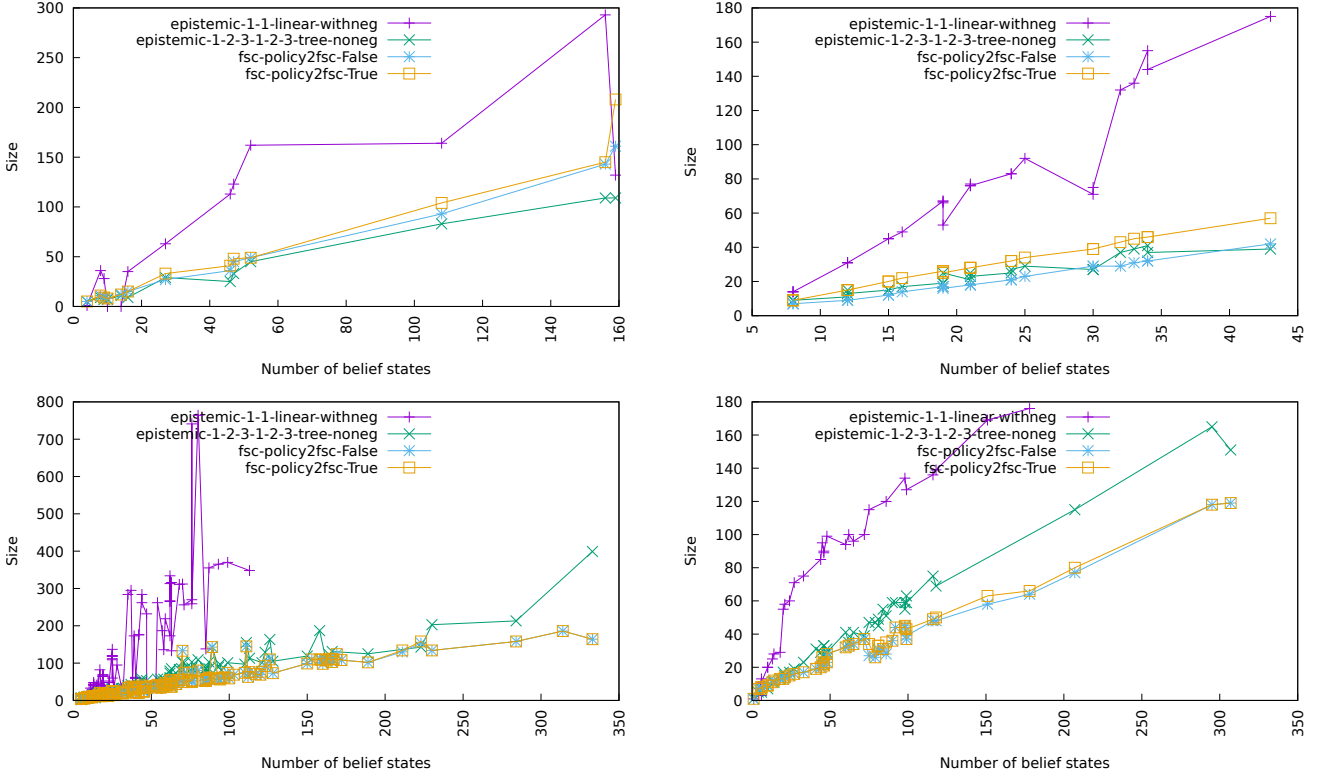 300
250
200
150
100
50
0
Size
0
20
40
60
80
100
120
140
160
Number of belief states
epistemic-1-1-linear-withneg
epistemic-1-2-3-1-2-3-tree-noneg
fsc-policy2fsc-False
fsc-policy2fsc-True
180
160
140
120
100
80
60
40
20
0
Size
5
10
15
20
25
30
35
40
45
Number of belief states
epistemic-1-1-linear-withneg
epistemic-1-2-3-1-2-3-tree-noneg
fsc-policy2fsc-False
fsc-policy2fsc-True
800
700
600
500
400
300
200
100
0
Size
0
50
100
150
200
250
300
350
Number of belief states
epistemic-1-1-linear-withneg
epistemic-1-2-3-1-2-3-tree-noneg
fsc-policy2fsc-False
fsc-policy2fsc-True
180
160
140
120
100
80
60
40
20
0
Size
0
50
100
150
200
250
300
350
Number of belief states
epistemic-1-1-linear-withneg
epistemic-1-2-3-1-2-3-tree-noneg
fsc-policy2fsc-False
fsc-policy2fsc-True